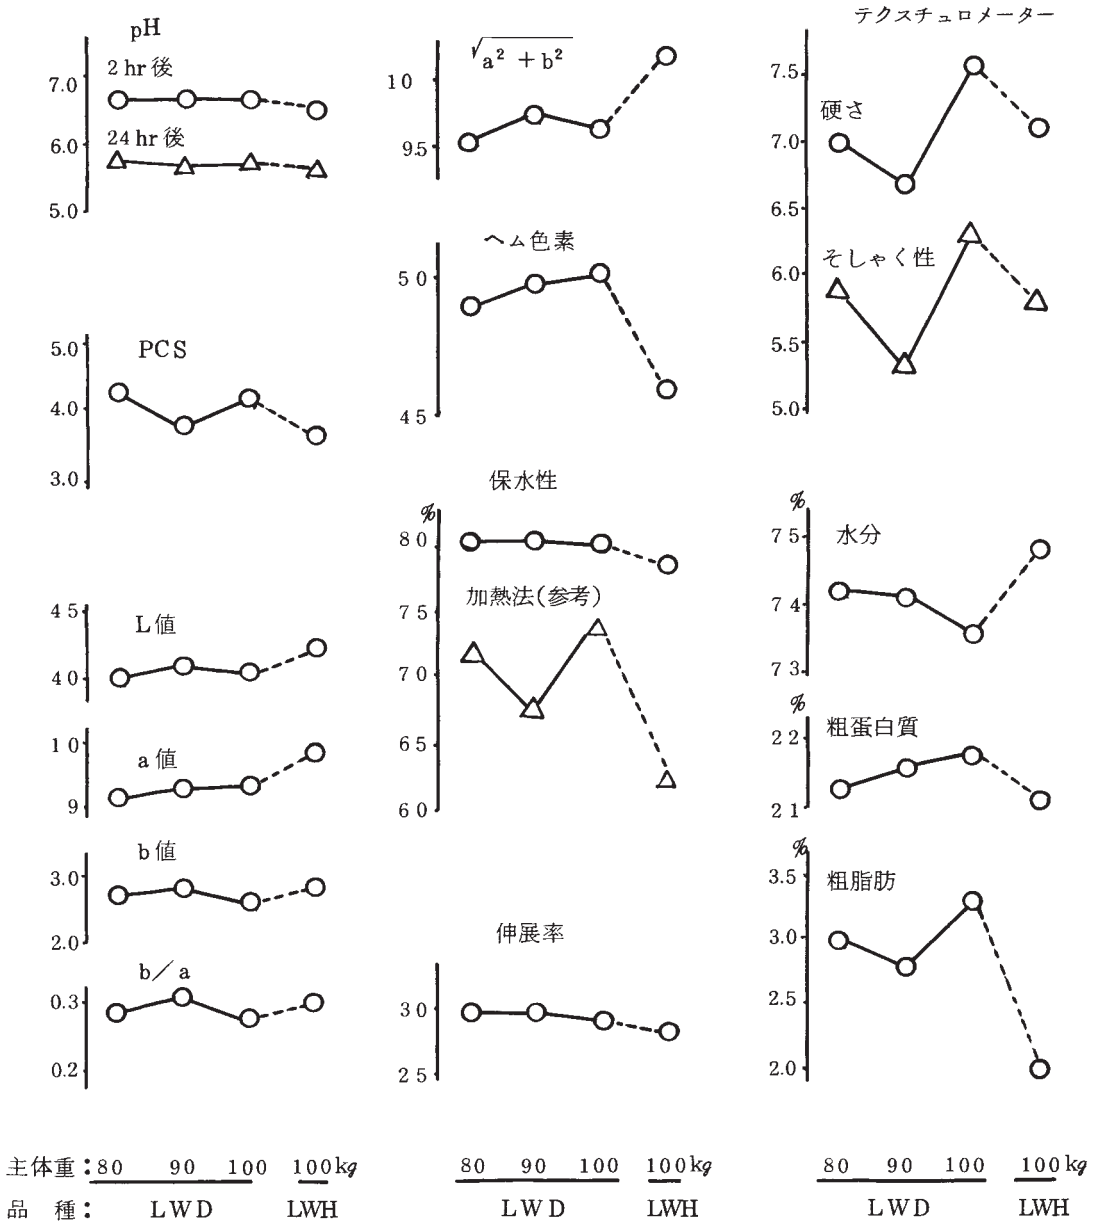 pH
7.0
2 hr 後
6.0
24 hr 後
5.0
PCS
5.0
4.0
3.0
45
L値
40
10
a値
9
b値
3.0
2.0
b／a
0.3
0.2
√a² + b²
10
9.5
ヘム色素
50
45
保水性
%
80
75
加熱法(参考)
70
65
60
伸展率
30
25
テクスチュロメーター
7.5
硬さ
7.0
6.5
そしゃく性
6.0
5.5
5.0
%
75
水分
74
73
%
粗蛋白質
22
21
%
3.5
粗脂肪
3.0
2.5
2.0
主体重: 80 90 100 100kg 80 90 100 100kg 80 90 100 100kg
品種: LWD LWH LWD LWH LWD LWH